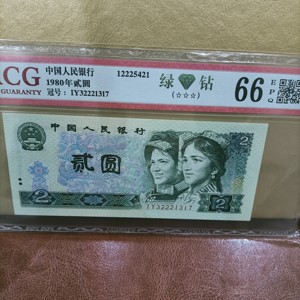 CG
GUARANTY
中国人民银行
1980年贰圆
冠号：IY32221317
12225421
绿 钻
(☆☆☆)
66
EPQ
中国人民银行
贰圆
2
2
IY32221317